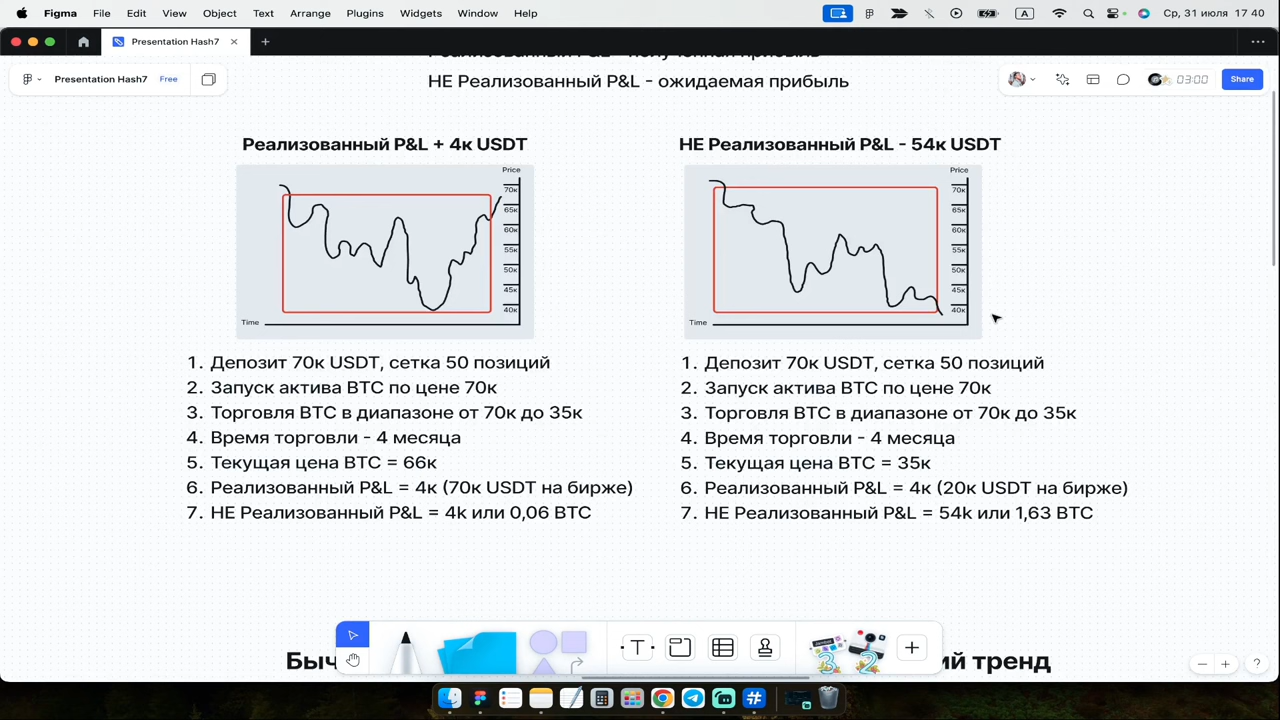 Figma File Edit View Object Text Arrange Plugins Widgets Window Help A Ср, 31 июля 17 40
Presentation Hash7
Presentation Hash7 Free 03:00 Share
НЕ Реализованный P&L - ожидаемая прибыль
Реализованный P&L + 4к USDT
Price
70к
65к
60к
55к
50к
45к
40к
Time
НЕ Реализованный P&L - 54к USDT
Price
70к
65к
60к
55к
50к
45к
40к
Time
1. Депозит 70к USDT, сетка 50 позиций
2. Запуск актива BTC по цене 70к
3. Торговля BTC в диапазоне от 70к до 35к
4. Время торговли - 4 месяца
5. Текущая цена BTC = 66к
6. Реализованный P&L = 4к (70к USDT на бирже)
7. НЕ Реализованный P&L = 4k или 0,06 BTC
1. Депозит 70к USDT, сетка 50 позиций
2. Запуск актива BTC по цене 70к
3. Торговля BTC в диапазоне от 70к до 35к
4. Время торговли - 4 месяца
5. Текущая цена BTC = 35к
6. Реализованный P&L = 4к (20к USDT на бирже)
7. НЕ Реализованный P&L = 54k или 1,63 BTC
тренд